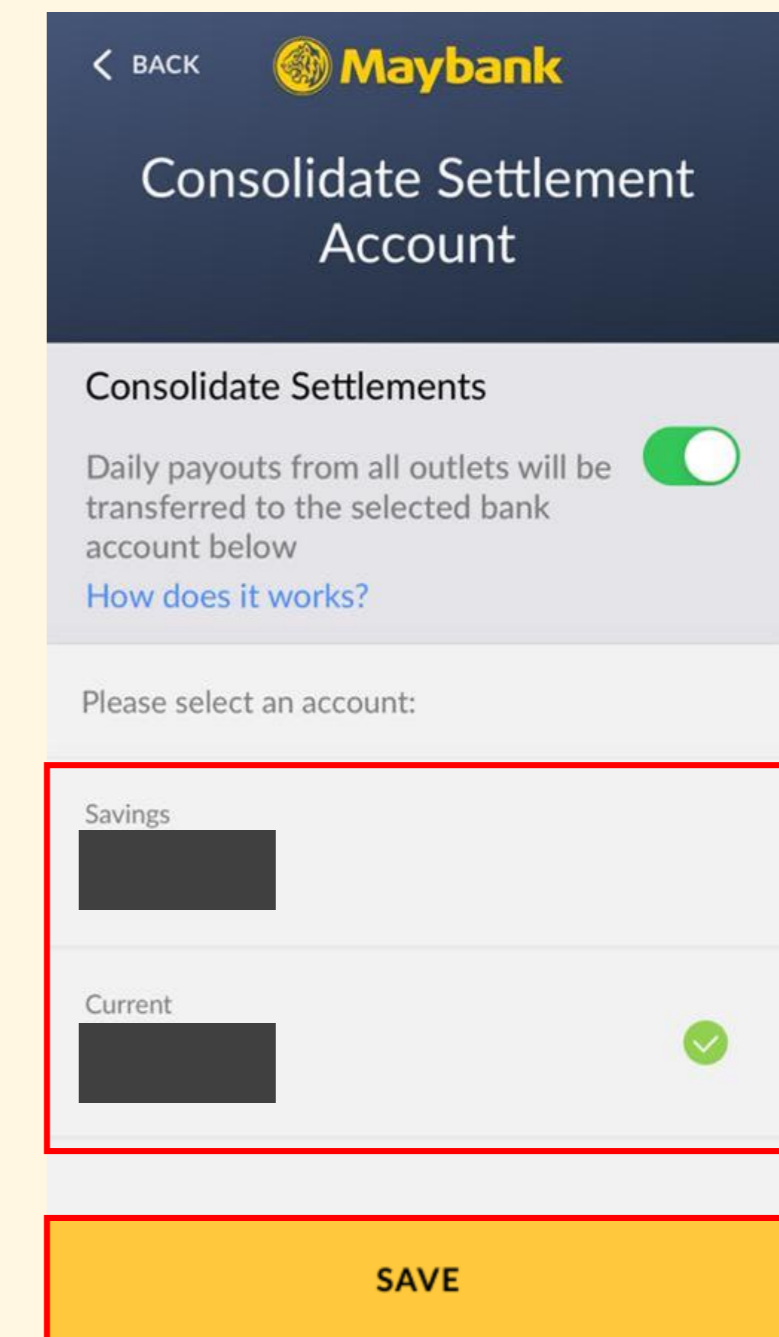 BACK
Maybank
Consolidate Settlement
Account
Consolidate Settlements
Daily payouts from all outlets will be
transferred to the selected bank
account below
How does it works?
Please select an account:
Savings
Current
SAVE